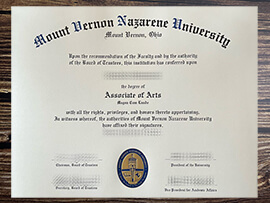 Mount Vernon Nazarene University
Mount Vernon, Ohio
Upon the recommendation of the Faculty and by the authority
of the Board of Trustees, this institution has conferred upon
the degree of
Associate of Arts
Magna Cum Laude
with all the rights, privileges, and honors thereto appertaining.
In witness whereof, the authorities of Mount Vernon Nazarene University
have affixed their signatures.
Chairman, Board of Trustees
President of the University
Secretary, Board of Trustees
Vice President for Academic Affairs